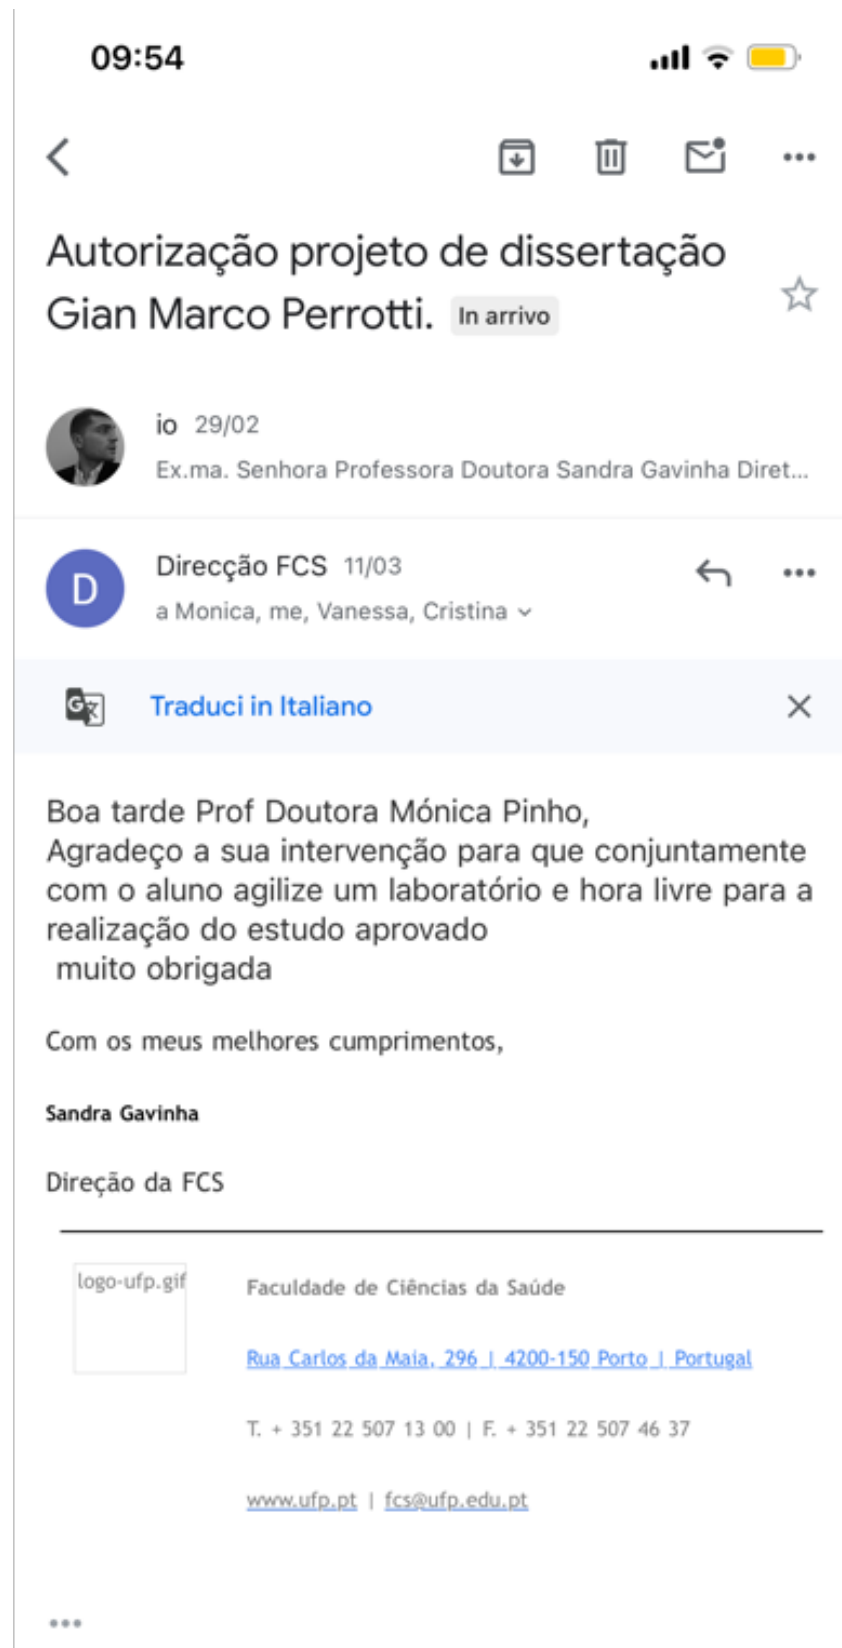 09:54
Autorização projeto de dissertação
Gian Marco Perrotti. In arrivo
io 29/02
Ex.ma. Senhora Professora Doutora Sandra Gavinha Diret...
D
Direcção FCS 11/03
a Monica, me, Vanessa, Cristina
Traduci in Italiano
Boa tarde Prof Doutora Mónica Pinho,
Agradeço a sua intervenção para que conjuntamente
com o aluno agilize um laboratório e hora livre para a
realização do estudo aprovado
muito obrigada
Com os meus melhores cumprimentos,
Sandra Gavinha
Direção da FCS
logo-ufp.gif
Faculdade de Ciências da Saúde
Rua Carlos da Maia, 296 | 4200-150 Porto | Portugal
T. + 351 22 507 13 00 | F. + 351 22 507 46 37
www.ufp.pt | fcs@ufp.edu.pt